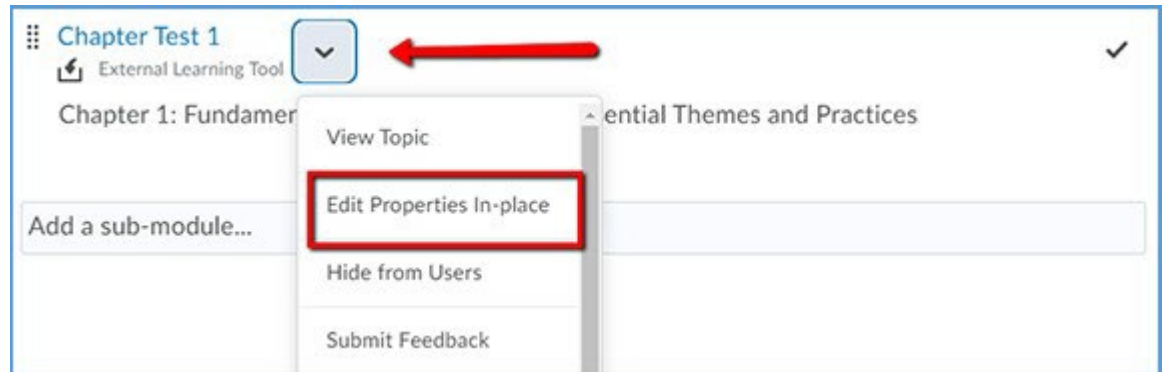 Chapter Test 1
External Learning Tool
Chapter 1: Fundamen
ential Themes and Practices
View Topic
Edit Properties In-place
Add a sub-module...
Hide from Users
Submit Feedback